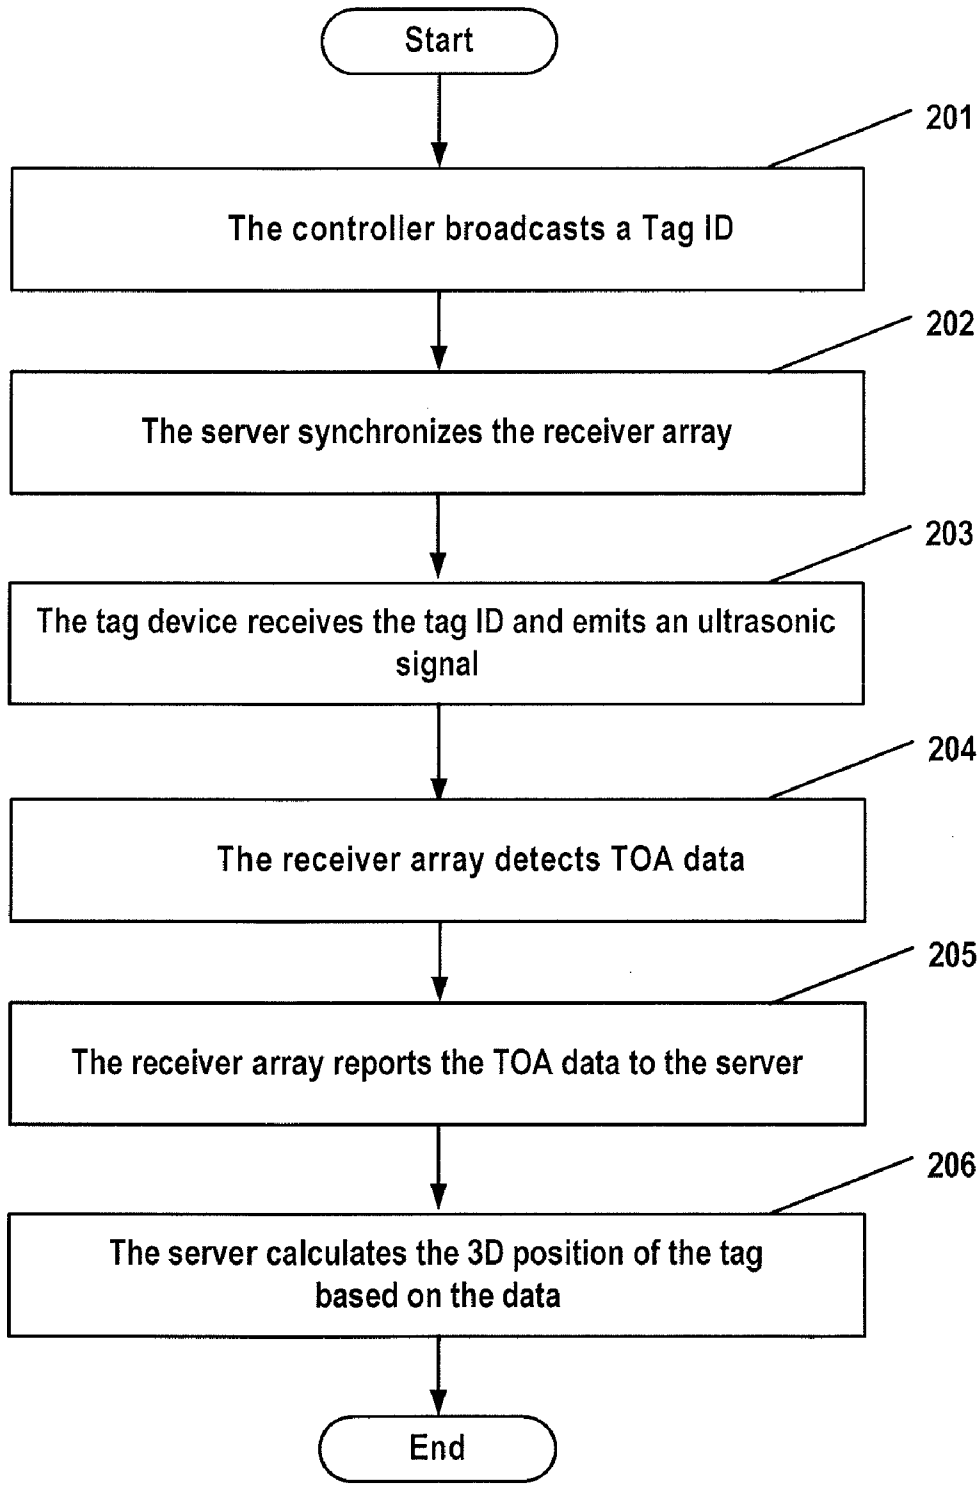 Start
201
The controller broadcasts a Tag ID
202
The server synchronizes the receiver array
203
The tag device receives the tag ID and emits an ultrasonic
signal
204
The receiver array detects TOA data
205
The receiver array reports the TOA data to the server
206
The server calculates the 3D position of the tag
based on the data
End